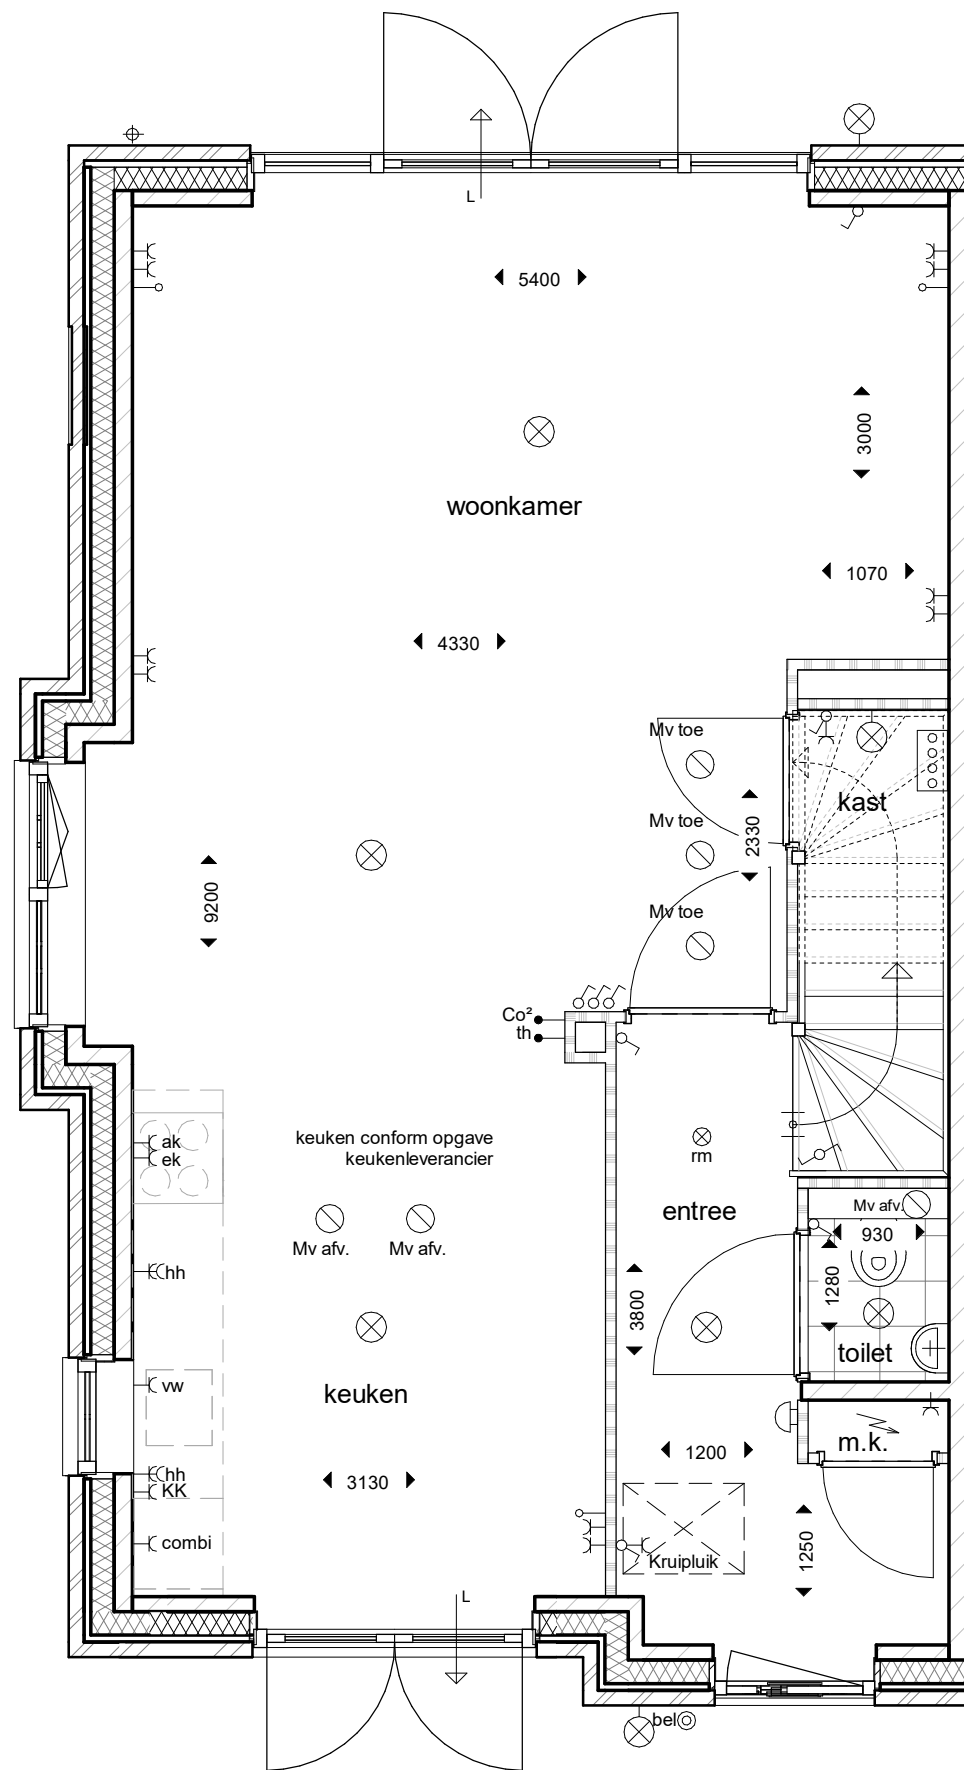 L
5400
3000
woonkamer
1070
4330
Mv toe
kast
Mv toe
2330
9200
Mv toe
Co²
th
ak
ek
keuken conform opgave
keukenleverancier
rm
entree
Mv afv.
930
Mv afv.
Mv afv.
hh
1280
3800
toilet
vw
keuken
m.k.
1200
hh
KK
3130
combi
Kruipluik
1250
L
bel